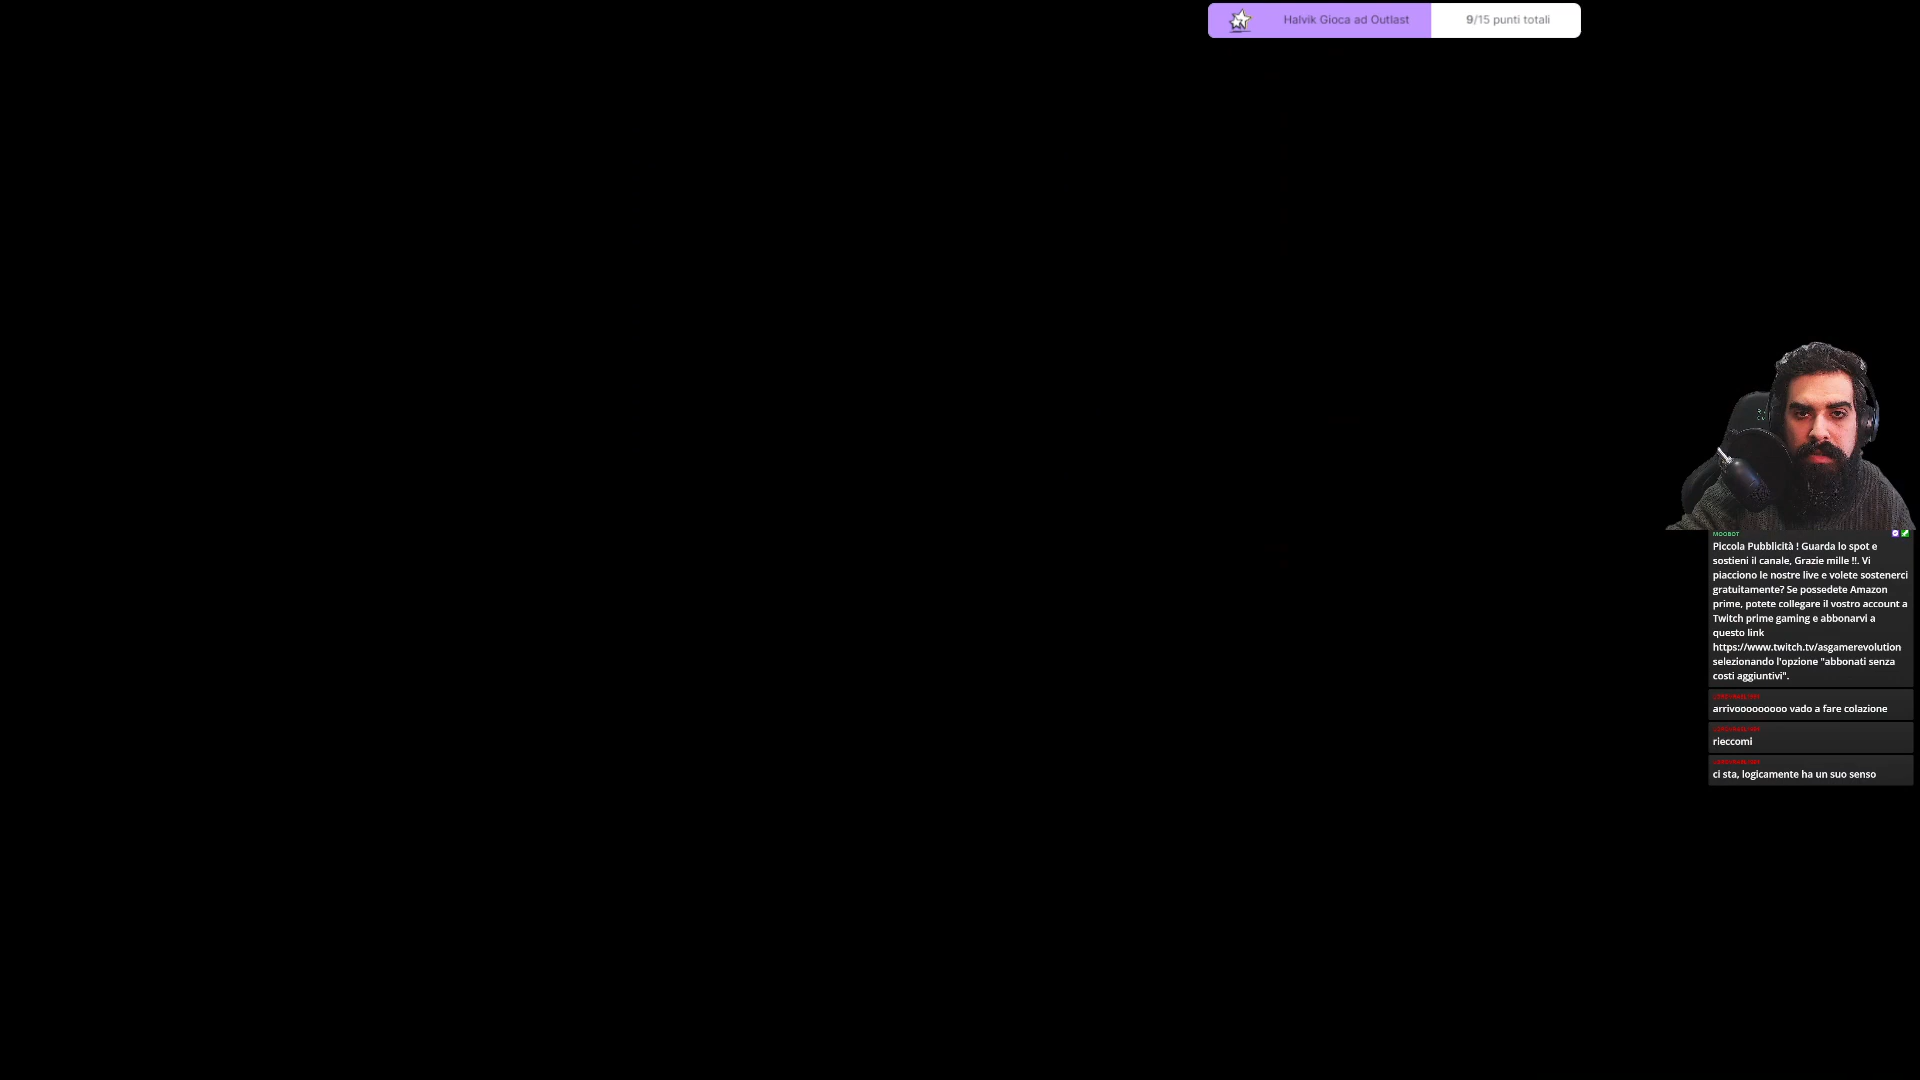 Halvik Gioca ad Outlast
9/15 punti totali
MOOBOT
Piccola Pubblicità ! Guarda lo spot e
sostieni il canale, Grazie mille !!. Vi
piacciono le nostre live e volete sostenerci
gratuitamente? Se possedete Amazon
prime, potete collegare il vostro account a
Twitch prime gaming e abbonarvi a
questo link
https://www.twitch.tv/asgamerevolution
selezionando l'opzione "abbonati senza
costi aggiuntivi".
arrivooooooooo vado a fare colazione
rieccomi
ci sta, logicamente ha un suo senso